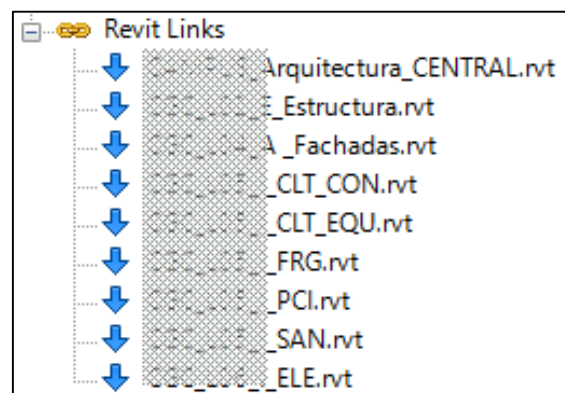 Revit Links
_Arquitectura_CENTRAL.rvt
_Estructura.rvt
_Fachadas.rvt
_CLT_CON.rvt
_CLT_EQU.rvt
_FRG.rvt
_PCI.rvt
_SAN.rvt
_ELE.rvt